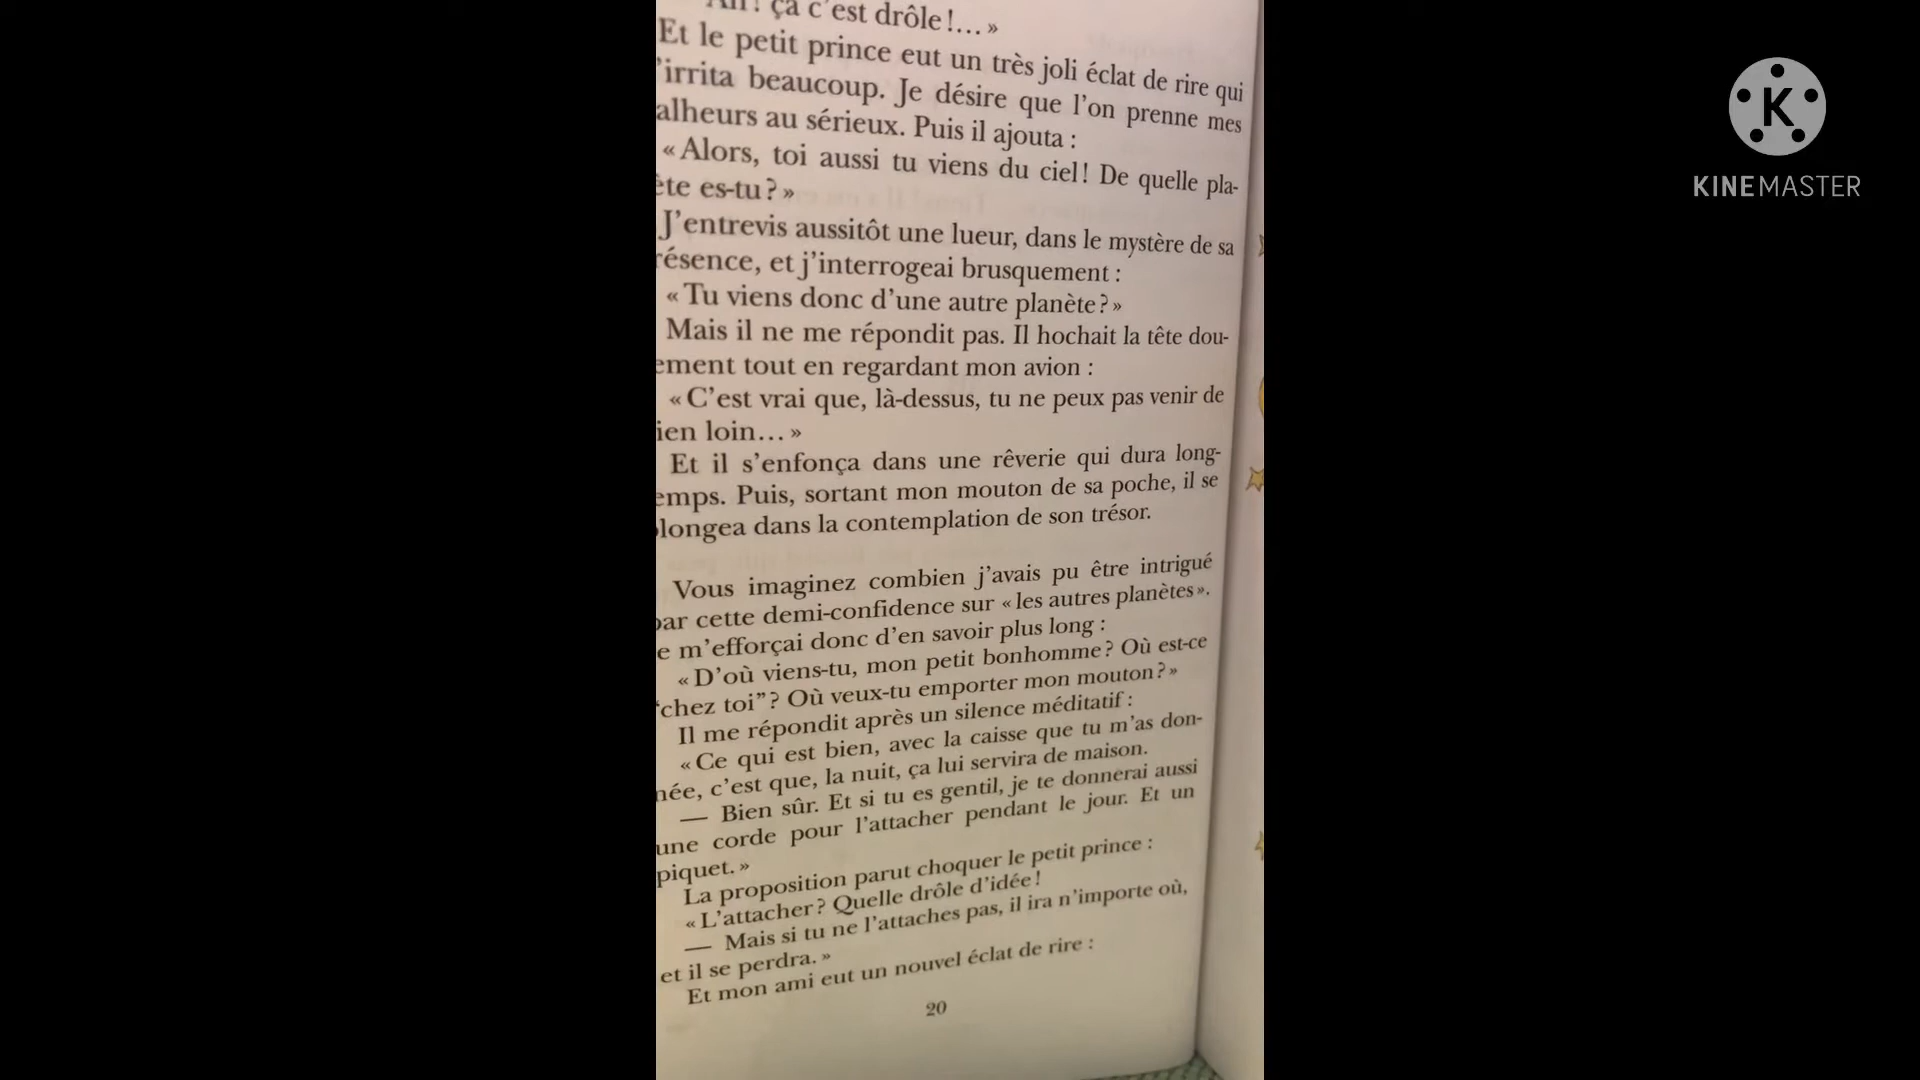 Ah! ça c'est drôle!... »
Et le petit prince eut un très joli éclat de rire qui
'irrita beaucoup. Je désire que l'on prenne mes
alheurs au sérieux. Puis il ajouta :
« Alors, toi aussi tu viens du ciel! De quelle pla-
ète es-tu? »
J'entrevis aussitôt une lueur, dans le mystère de sa
résence, et j'interrogeai brusquement :
« Tu viens donc d'une autre planète? »
Mais il ne me répondit pas. Il hochait la tête dou-
ement tout en regardant mon avion :
« C'est vrai que, là-dessus, tu ne peux pas venir de
ien loin... »
Et il s'enfonça dans une rêverie qui dura long-
emps. Puis, sortant mon mouton de sa poche, il se
longea dans la contemplation de son trésor.
Vous imaginez combien j'avais pu être intrigué
par cette demi-confidence sur « les autres planètes ».
e m'efforçai donc d'en savoir plus long :
« D'où viens-tu, mon petit bonhomme? Où est-ce
“chez toi”? Où veux-tu emporter mon mouton? »
Il me répondit après un silence méditatif :
« Ce qui est bien, avec la caisse que tu m'as don-
née, c'est que, la nuit, ça lui servira de maison.
— Bien sûr. Et si tu es gentil, je te donnerai aussi
une corde pour l'attacher pendant le jour. Et un
piquet. »
La proposition parut choquer le petit prince :
« L'attacher? Quelle drôle d'idée!
— Mais si tu ne l'attaches pas, il ira n'importe où,
et il se perdra. »
Et mon ami eut un nouvel éclat de rire :
20
K
KINEMASTER